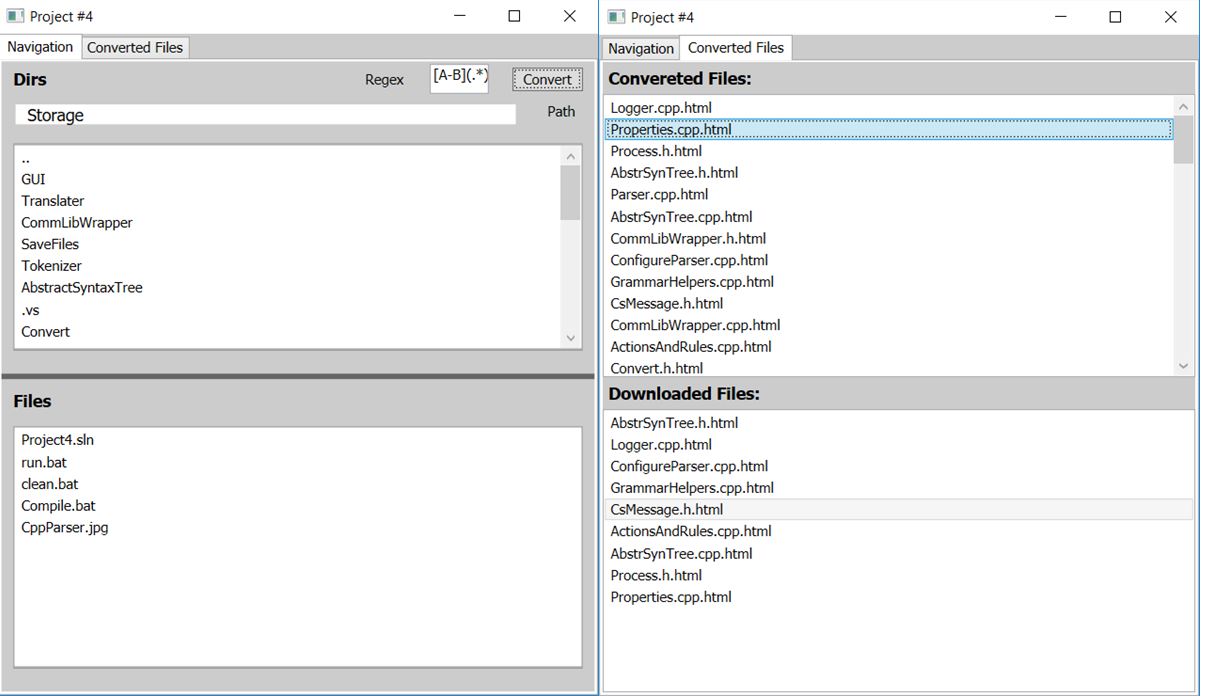 Project #4
Navigation Converted Files
Dirs Regex [A-B](.*) Convert
Storage Path
..
GUI
Translater
CommLibWrapper
SaveFiles
Tokenizer
AbstractSyntaxTree
.vs
Convert
Files
Project4.sln
run.bat
clean.bat
Compile.bat
CppParser.jpg
Project #4
Navigation Converted Files
Convereted Files:
Logger.cpp.html
Properties.cpp.html
Process.h.html
AbstrSynTree.h.html
Parser.cpp.html
AbstrSynTree.cpp.html
CommLibWrapper.h.html
ConfigureParser.cpp.html
GrammarHelpers.cpp.html
CsMessage.h.html
CommLibWrapper.cpp.html
ActionsAndRules.cpp.html
Convert.h.html
Downloaded Files:
AbstrSynTree.h.html
Logger.cpp.html
ConfigureParser.cpp.html
GrammarHelpers.cpp.html
CsMessage.h.html
ActionsAndRules.cpp.html
AbstrSynTree.cpp.html
Process.h.html
Properties.cpp.html